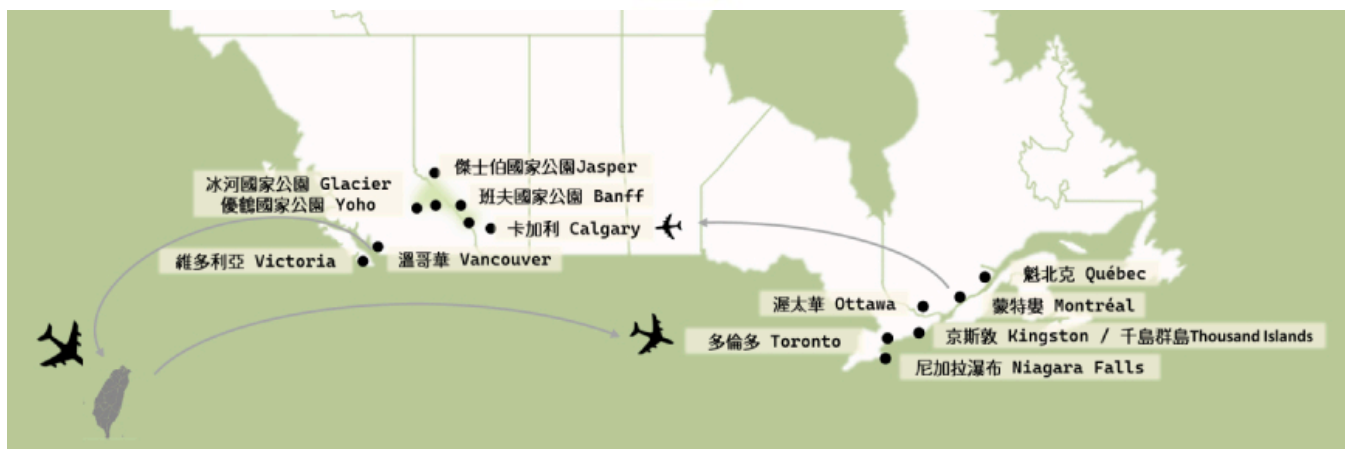 傑士伯國家公園Jasper
冰河國家公園 Glacier
優鶴國家公園 Yoho
班夫國家公園 Banff
卡加利 Calgary
維多利亞 Victoria
溫哥華 Vancouver
魁北克 Québec
渥太華 Ottawa
蒙特婁 Montréal
多倫多 Toronto
京斯敦 Kingston / 千島群島Thousand Islands
尼加拉瀑布 Niagara Falls